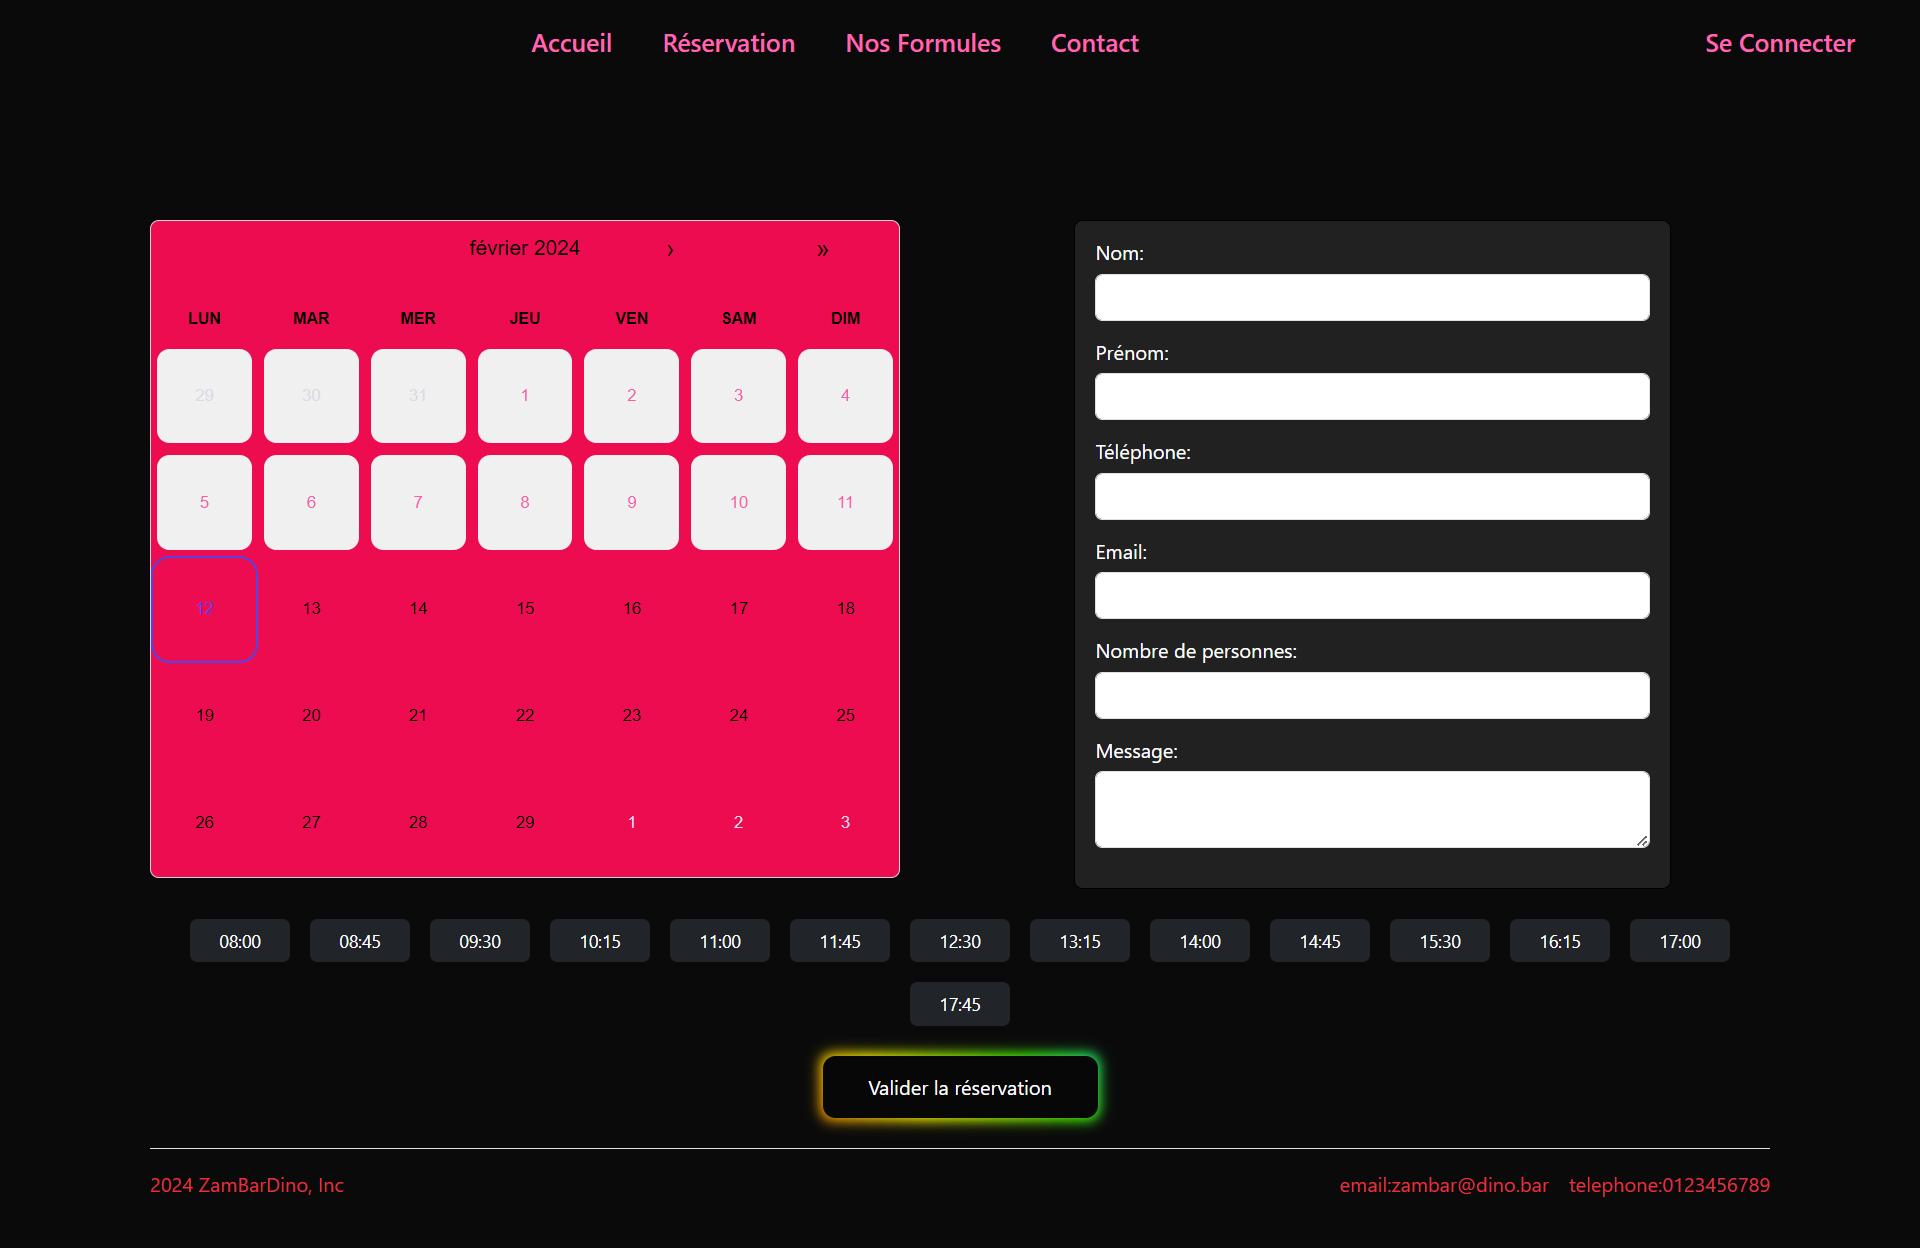 Accueil Réservation Nos Formules Contact Se Connecter
février 2024 › »
LUN MAR MER JEU VEN SAM DIM
29 30 31 1 2 3 4
5 6 7 8 9 10 11
12 13 14 15 16 17 18
19 20 21 22 23 24 25
26 27 28 29 1 2 3
Nom:
Prénom:
Téléphone:
Email:
Nombre de personnes:
Message:
08:00 08:45 09:30 10:15 11:00 11:45 12:30 13:15 14:00 14:45 15:30 16:15 17:00
17:45
Valider la réservation
2024 ZamBarDino, Inc email:zambar@dino.bar telephone:0123456789